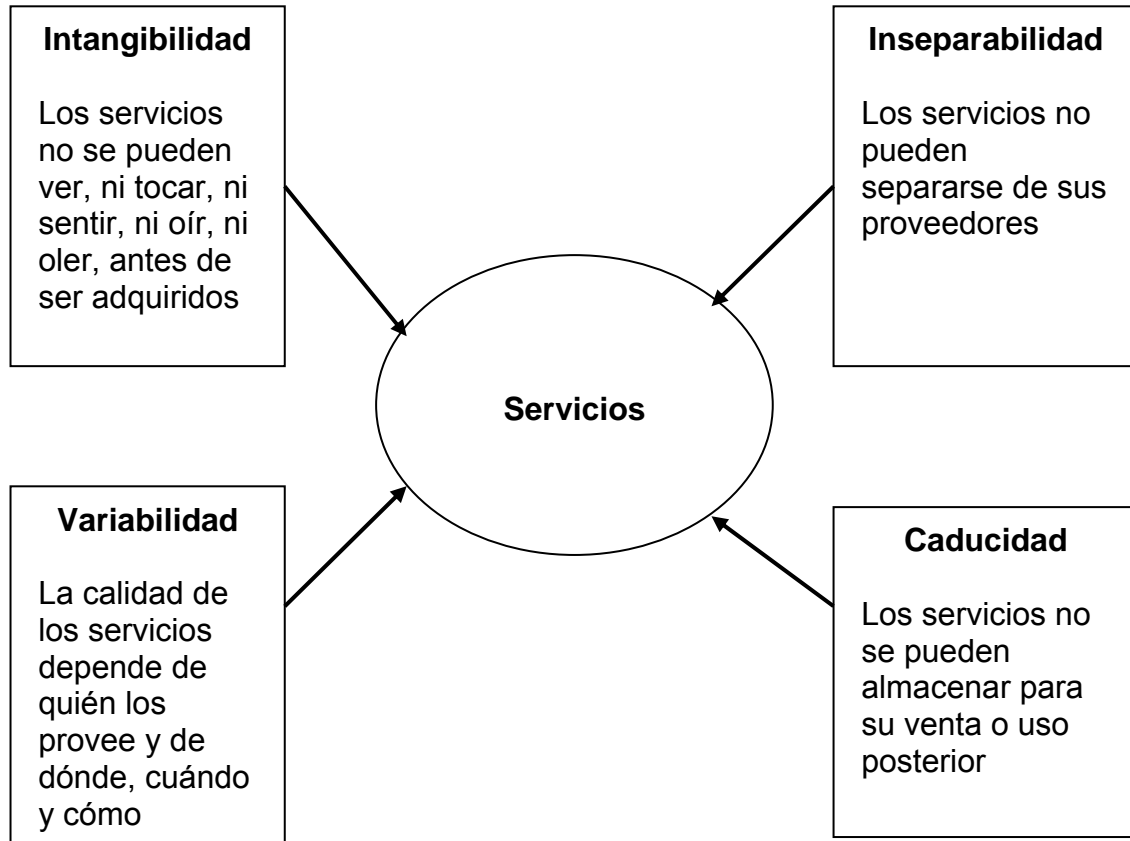 Intangibilidad
Los servicios
no se pueden
ver, ni tocar, ni
sentir, ni oír, ni
oler, antes de
ser adquiridos
Inseparabilidad
Los servicios no
pueden
separarse de sus
proveedores
Servicios
Variabilidad
La calidad de
los servicios
depende de
quién los
provee y de
dónde, cuándo
y cómo
Caducidad
Los servicios no
se pueden
almacenar para
su venta o uso
posterior